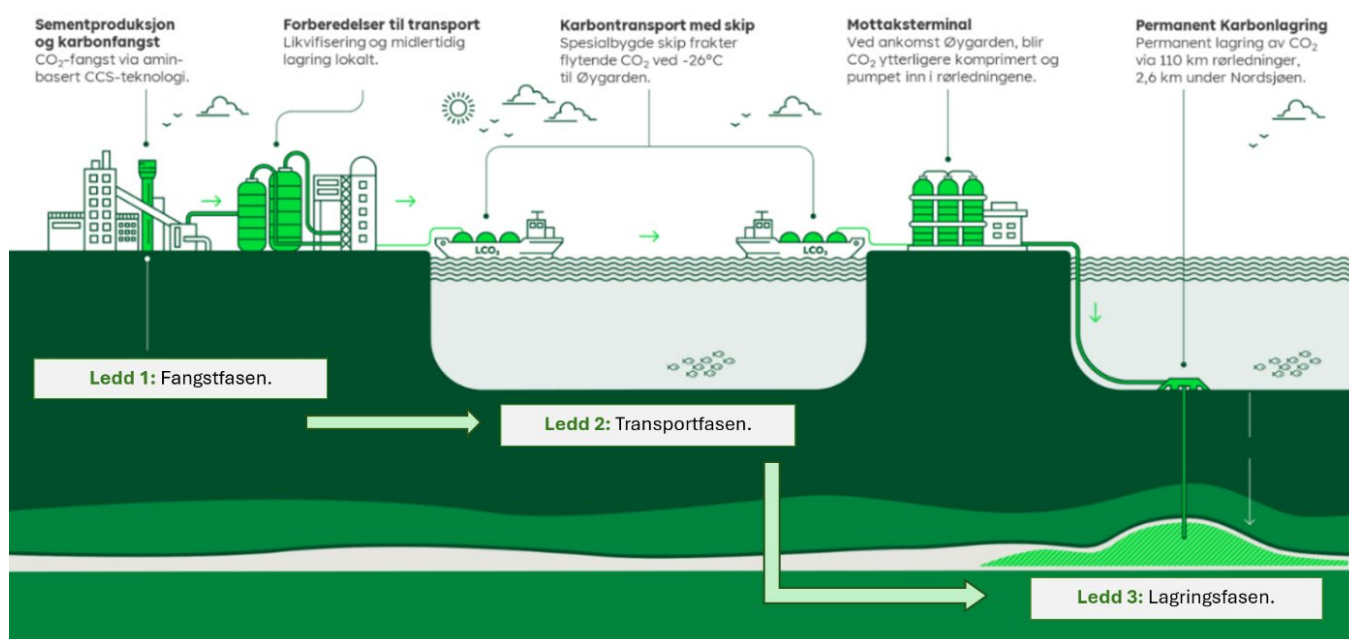 Sementproduksjon
og karbonfangst
CO₂-fangst via amin-
basert CCS-teknologi.
Forberedelser til transport
Likvifisering og midlertidig
lagring lokalt.
Karbontransport med skip
Spesialbygde skip frakter
flytende CO₂ ved -26°C
til Øygarden.
Mottaksterminal
Ved ankomst Øygarden, blir
CO₂ ytterligere komprimert og
pumpet inn i rørledningene.
Permanent Karbonlagring
Permanent lagring av CO₂
via 110 km rørledninger,
2,6 km under Nordsjøen.
LCO₂
LCO₂
Ledd 1: Fangstfasen.
Ledd 2: Transportfasen.
Ledd 3: Lagringsfasen.